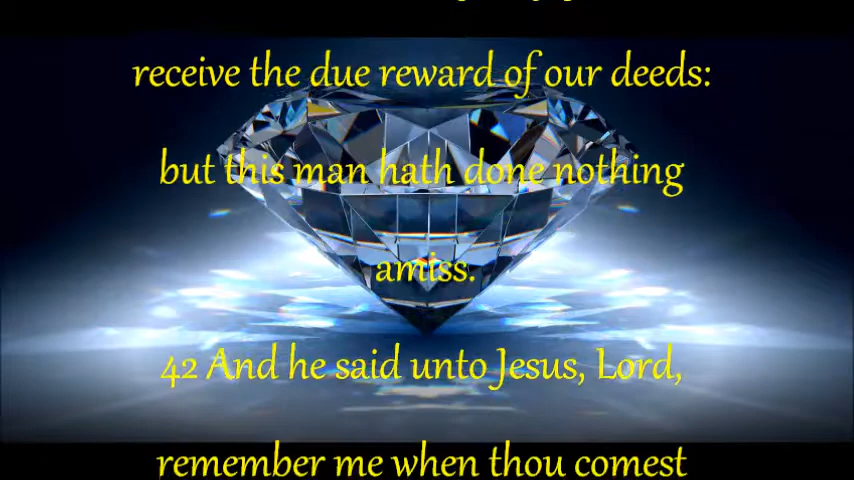 receive the due reward of our deeds:
but this man hath done nothing
amiss.
42 And he said unto Jesus, Lord,
remember me when thou comest